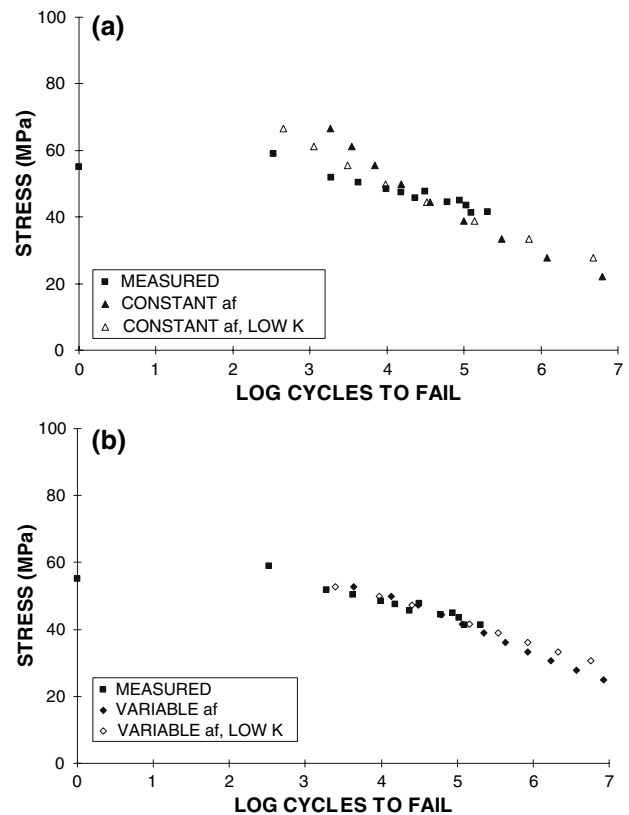 (a)
100
80
60
40
20
0
STRESS (MPa)
MEASURED
CONSTANT af
CONSTANT af, LOW K
0 1 2 3 4 5 6 7
LOG CYCLES TO FAIL
(b)
100
80
60
40
20
0
STRESS (MPa)
MEASURED
VARIABLE af
VARIABLE af, LOW K
0 1 2 3 4 5 6 7
LOG CYCLES TO FAIL